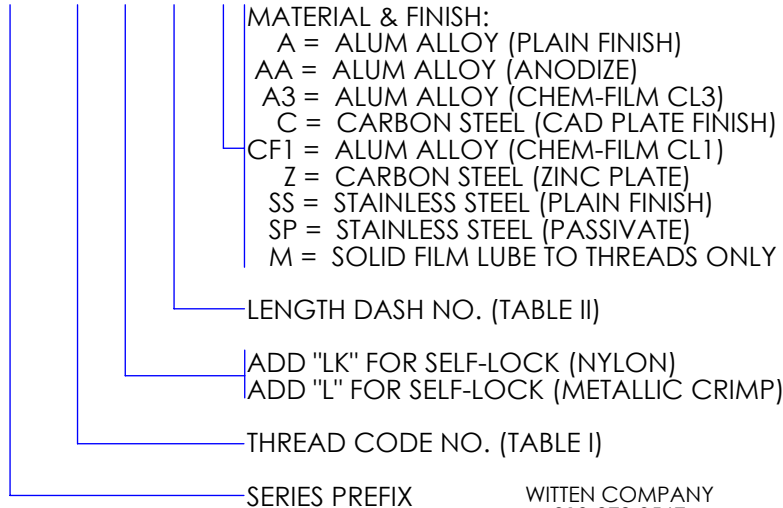 MATERIAL & FINISH:
A = ALUM ALLOY (PLAIN FINISH)
AA = ALUM ALLOY (ANODIZE)
A3 = ALUM ALLOY (CHEM-FILM CL3)
C = CARBON STEEL (CAD PLATE FINISH)
CF1 = ALUM ALLOY (CHEM-FILM CL1)
Z = CARBON STEEL (ZINC PLATE)
SS = STAINLESS STEEL (PLAIN FINISH)
SP = STAINLESS STEEL (PASSIVATE)
M = SOLID FILM LUBE TO THREADS ONLY
LENGTH DASH NO. (TABLE II)
ADD "LK" FOR SELF-LOCK (NYLON)
ADD "L" FOR SELF-LOCK (METALLIC CRIMP)
THREAD CODE NO. (TABLE I)
SERIES PREFIX
WITTEN COMPANY